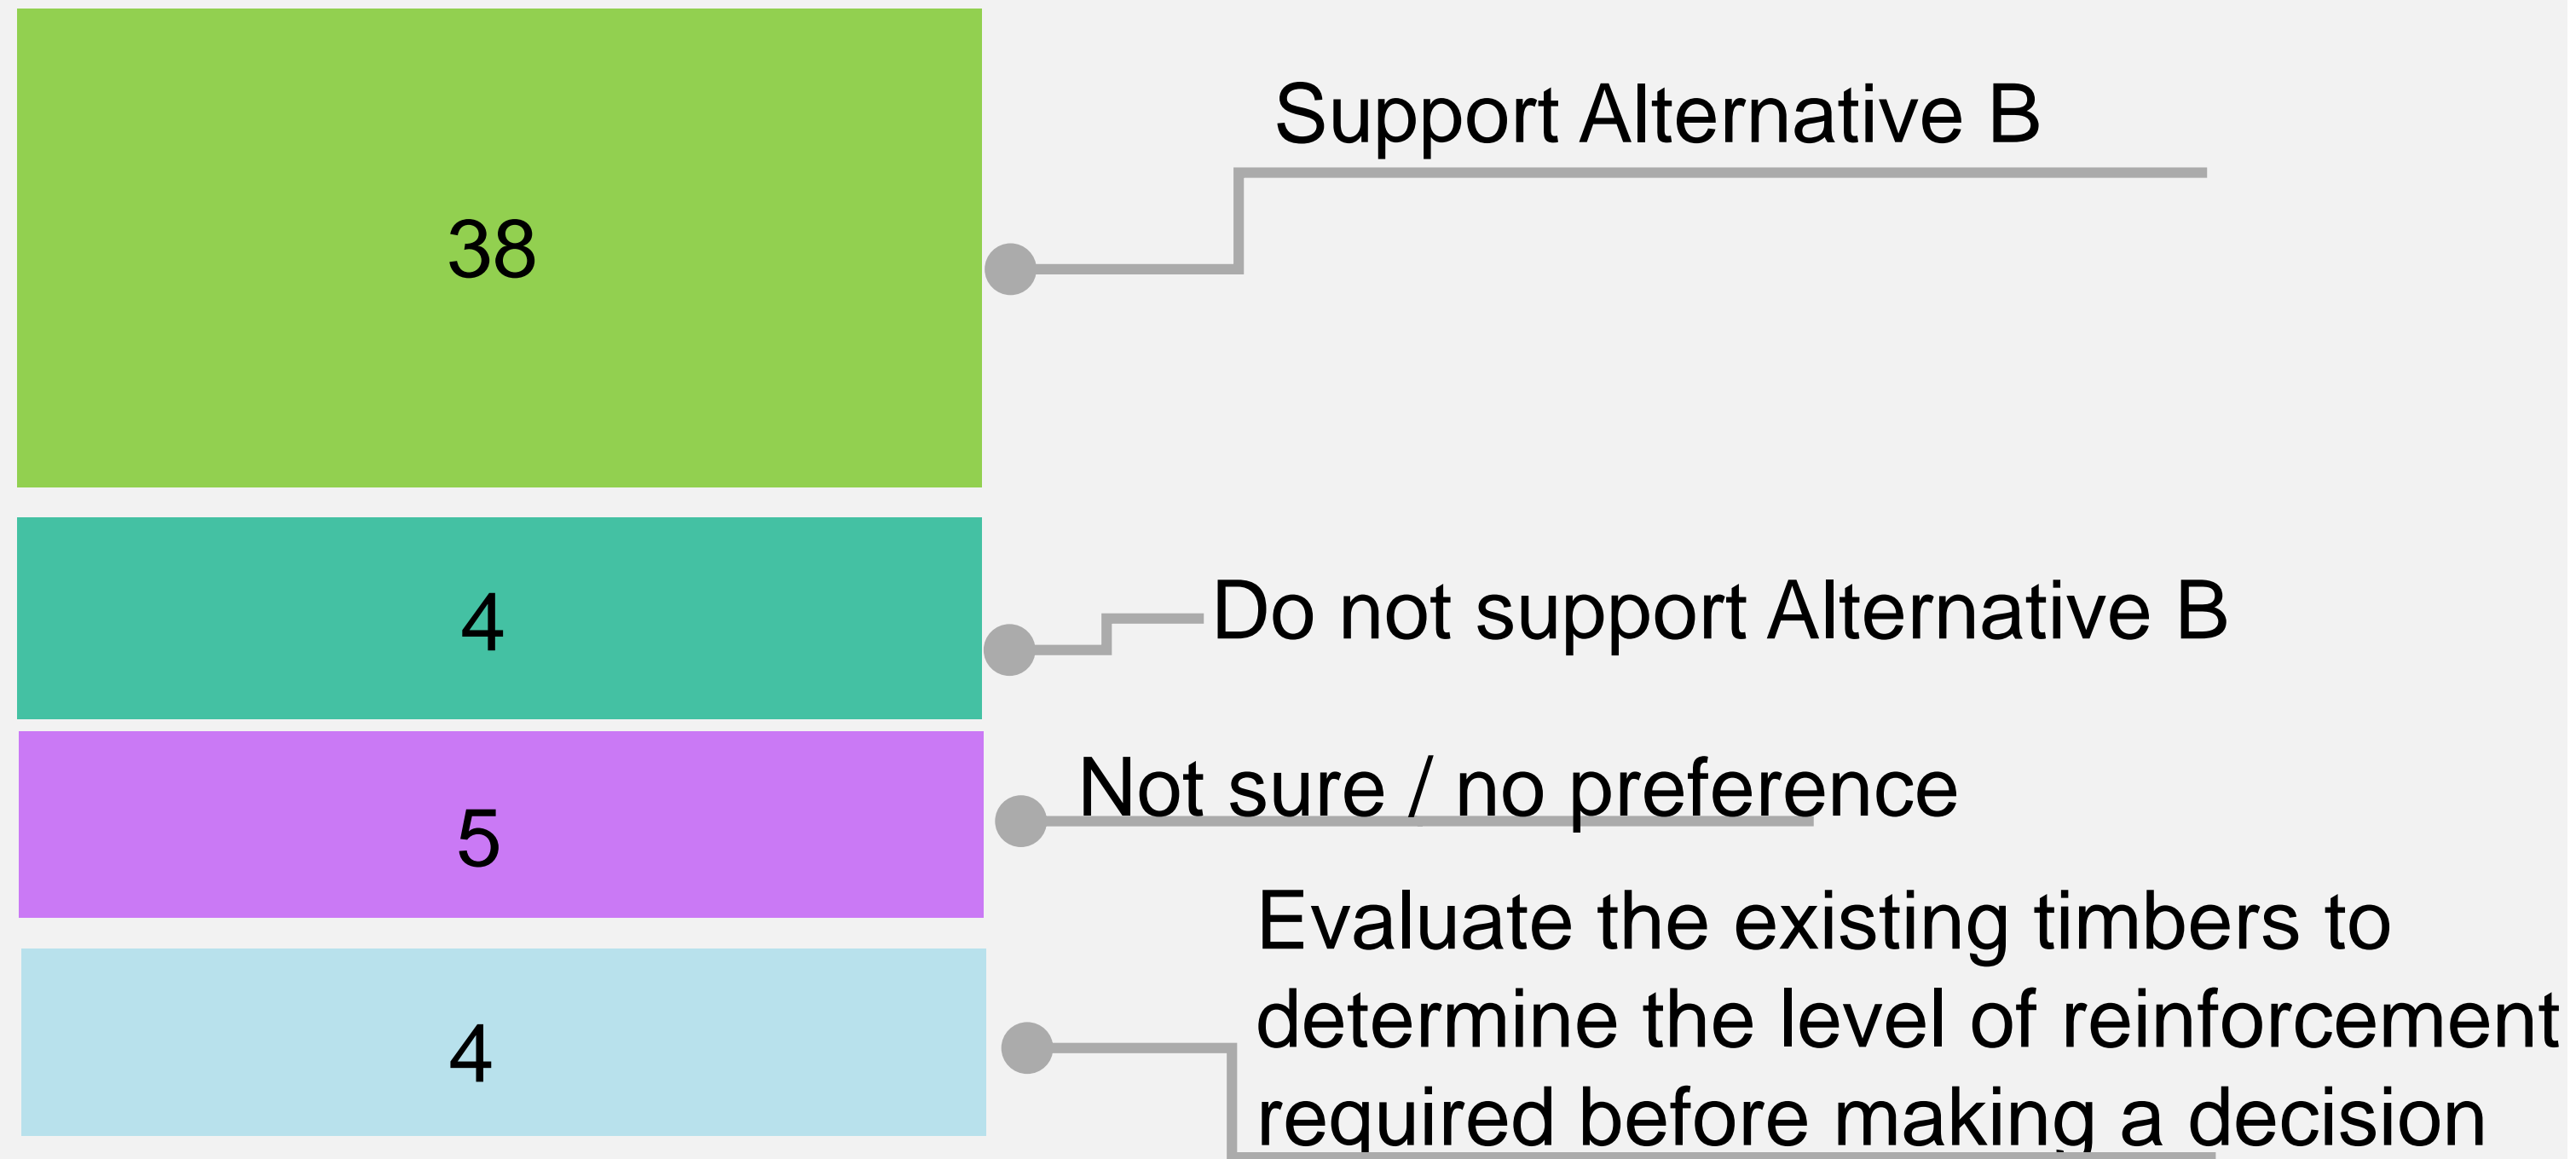 38
Support Alternative B
4
Do not support Alternative B
5
Not sure / no preference
4
Evaluate the existing timbers to
determine the level of reinforcement
required before making a decision